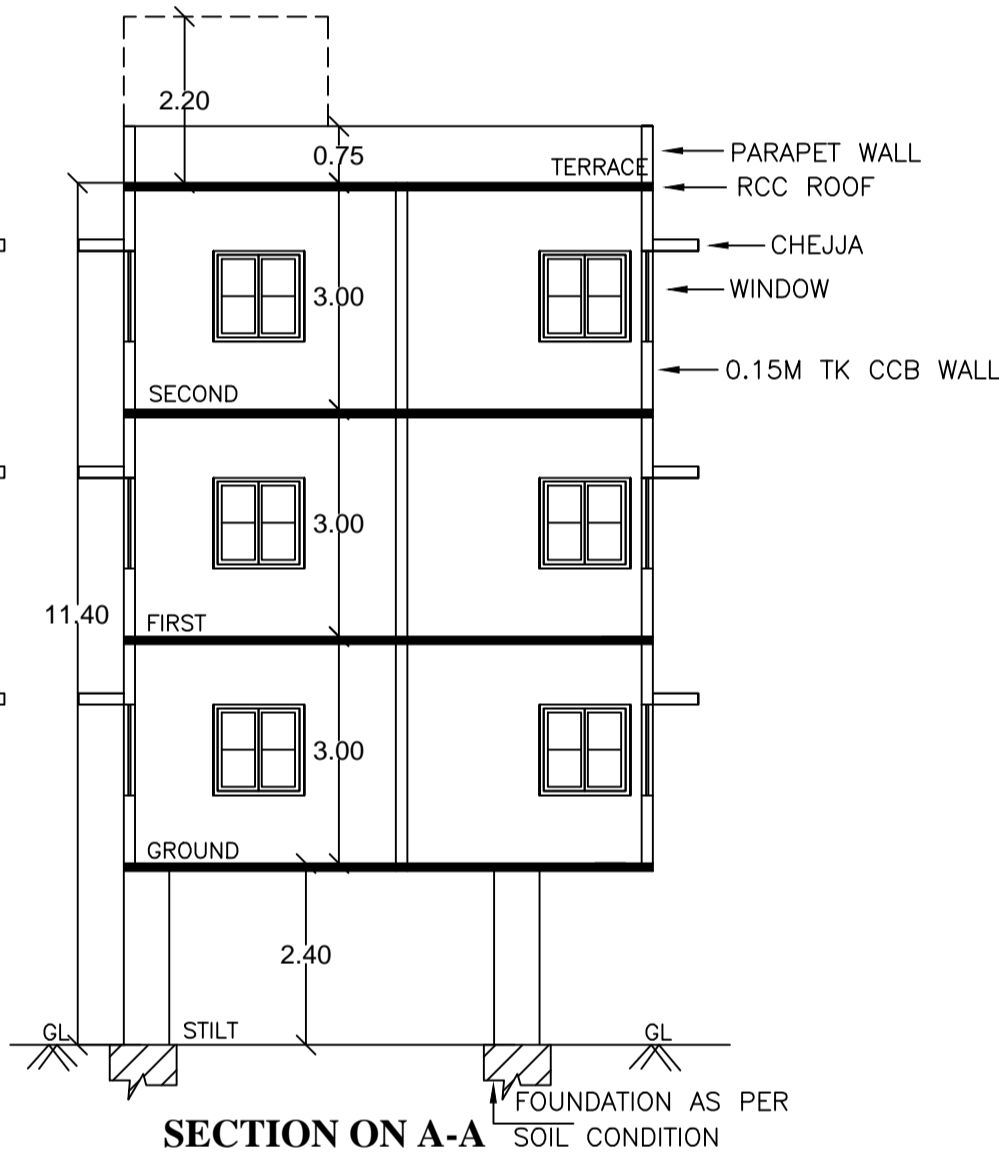 2.20
0.75
TERRACE
PARAPET WALL
RCC ROOF
CHEJJA
WINDOW
3.00
0.15M TK CCB WALL
SECOND
3.00
11.40
FIRST
3.00
GROUND
2.40
GL
STILT
GL
FOUNDATION AS PER
SOIL CONDITION
SECTION ON A-A